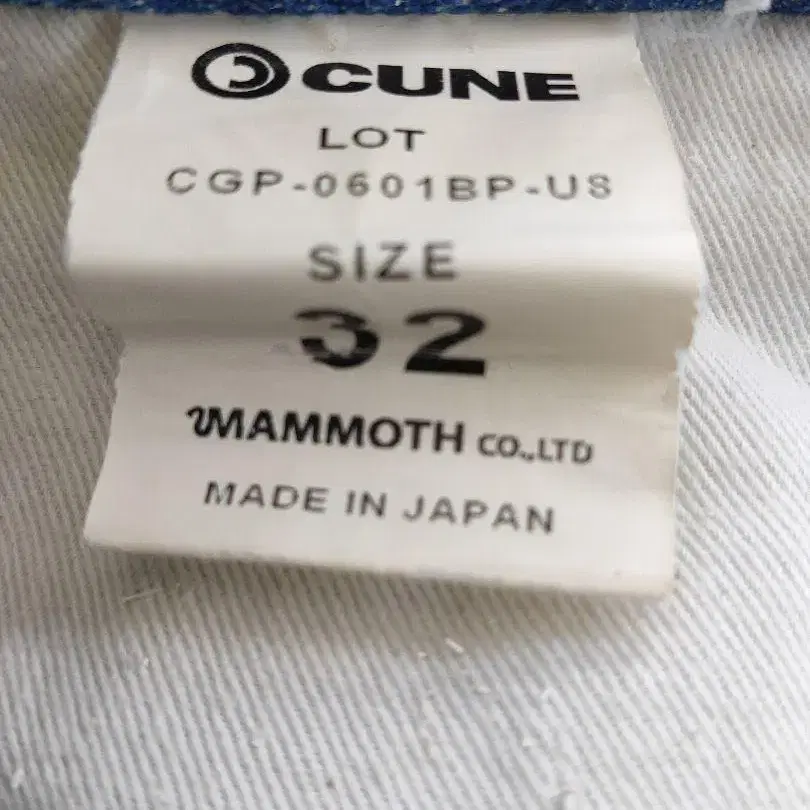 CUNE
LOT
CGP-0601BP-US
SIZE
32
MAMMOTH CO.,LTD
MADE IN JAPAN